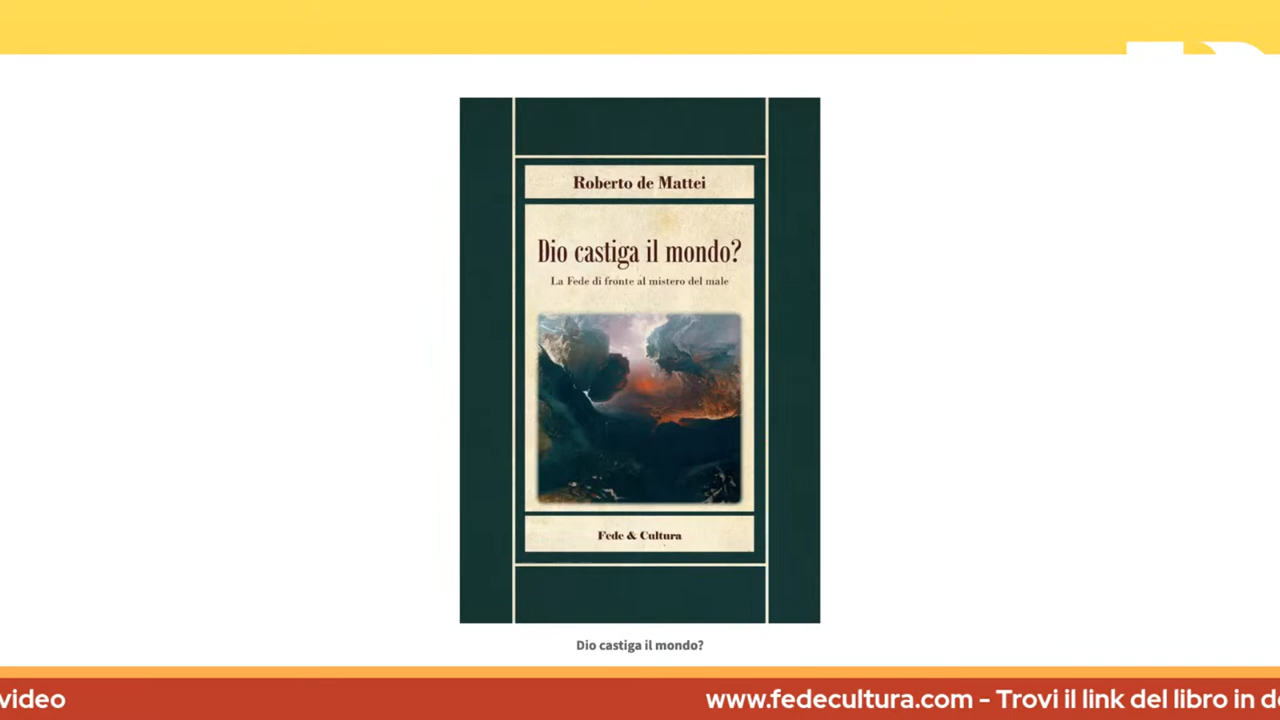 Roberto de Mattei
Dio castiga il mondo?
La Fede di fronte al mistero del male
Fede & Cultura
Dio castiga il mondo?
video
www.fedecultura.com - Trovi il link del libro in